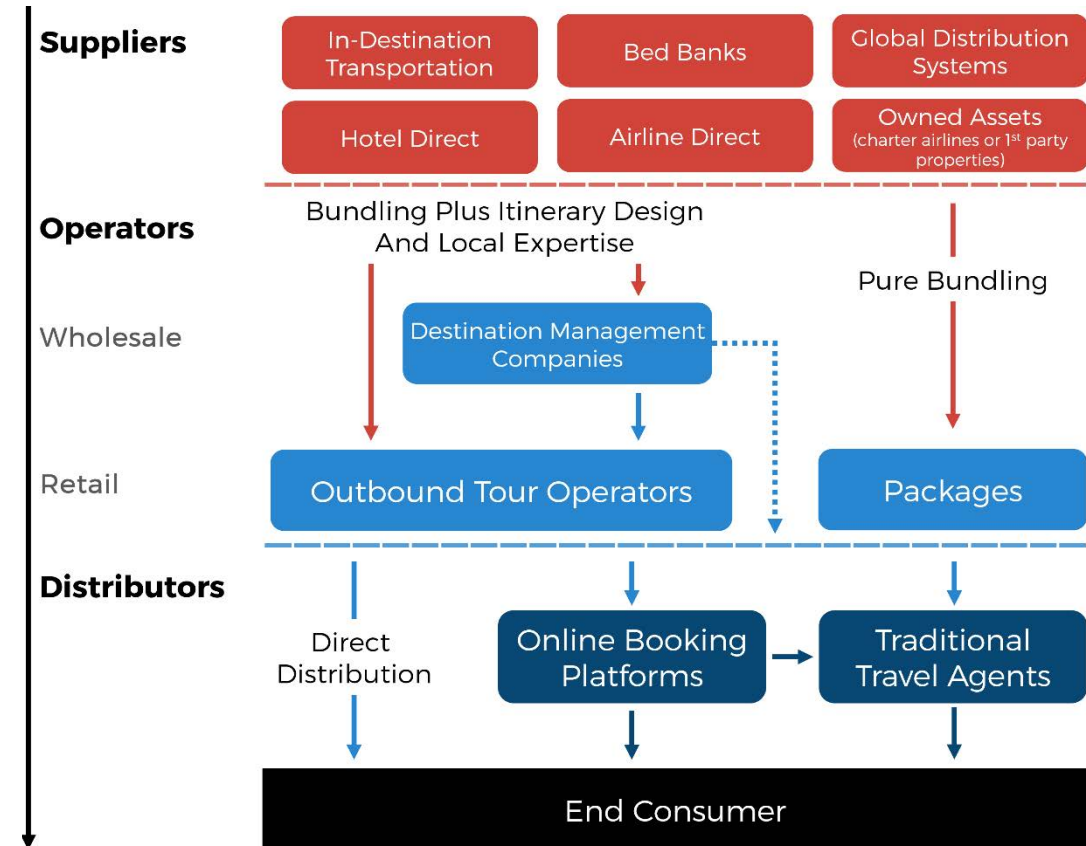 Suppliers
In-Destination
Transportation
Bed Banks
Global Distribution
Systems
Hotel Direct
Airline Direct
Owned Assets
(charter airlines or 1st party
properties)
Operators
Bundling Plus Itinerary Design
And Local Expertise
Pure Bundling
Wholesale
Destination Management
Companies
Retail
Outbound Tour Operators
Packages
Distributors
Direct
Distribution
Online Booking
Platforms
Traditional
Travel Agents
End Consumer